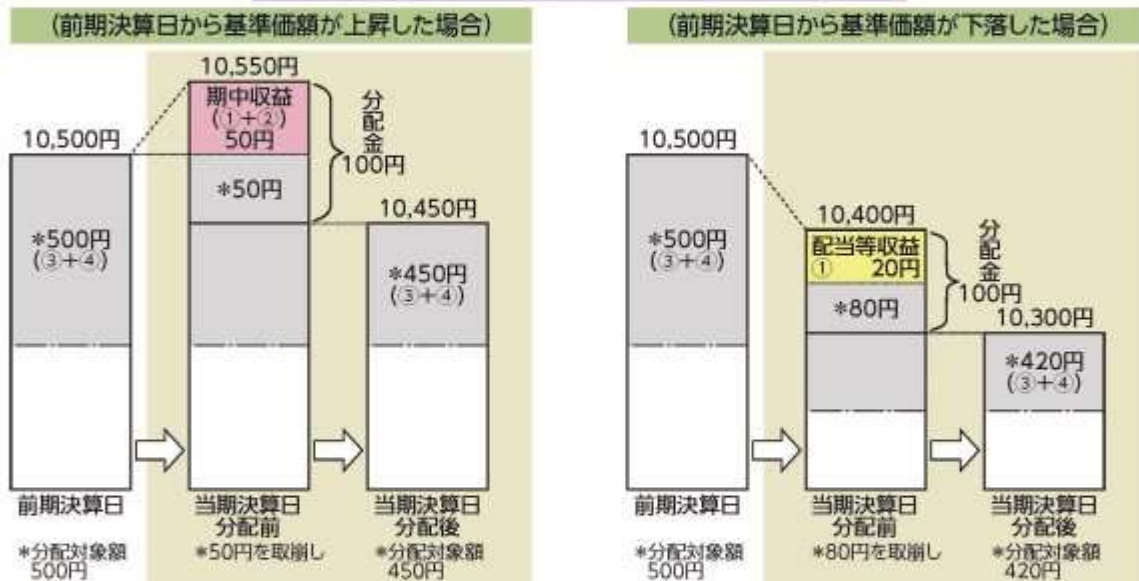 (前期決算日から基準価額が上昇した場合)
10,550円
期中収益
(①+②)
50円
分配金
100円
10,500円
*50円
10,450円
*500円
(③+④)
*450円
(③+④)
前期決算日
当期決算日
分配前
当期決算日
分配後
*分配対象額
500円
*50円を取崩し
*分配対象額
450円
(前期決算日から基準価額が下落した場合)
10,500円
10,400円
配当等収益
① 20円
分配金
100円
*500円
(③+④)
*80円
10,300円
*420円
(③+④)
前期決算日
当期決算日
分配前
当期決算日
分配後
*分配対象額
500円
*80円を取崩し
*分配対象額
420円